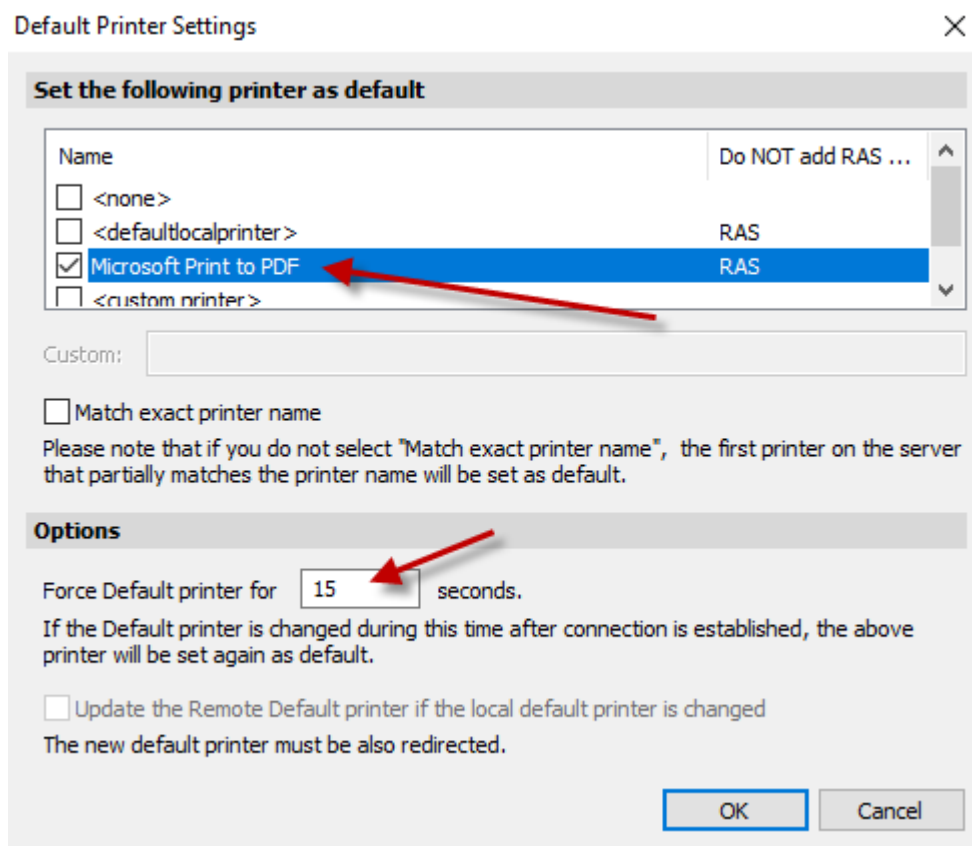 Default Printer Settings
Set the following printer as default
Name Do NOT add RAS ...
<none>
<defaultlocalprinter> RAS
Microsoft Print to PDF RAS
<custom printer>
Custom:
Match exact printer name
Please note that if you do not select "Match exact printer name", the first printer on the server
that partially matches the printer name will be set as default.
Options
Force Default printer for 15 seconds.
If the Default printer is changed during this time after connection is established, the above
printer will be set again as default.
Update the Remote Default printer if the local default printer is changed
The new default printer must be also redirected.
OK Cancel